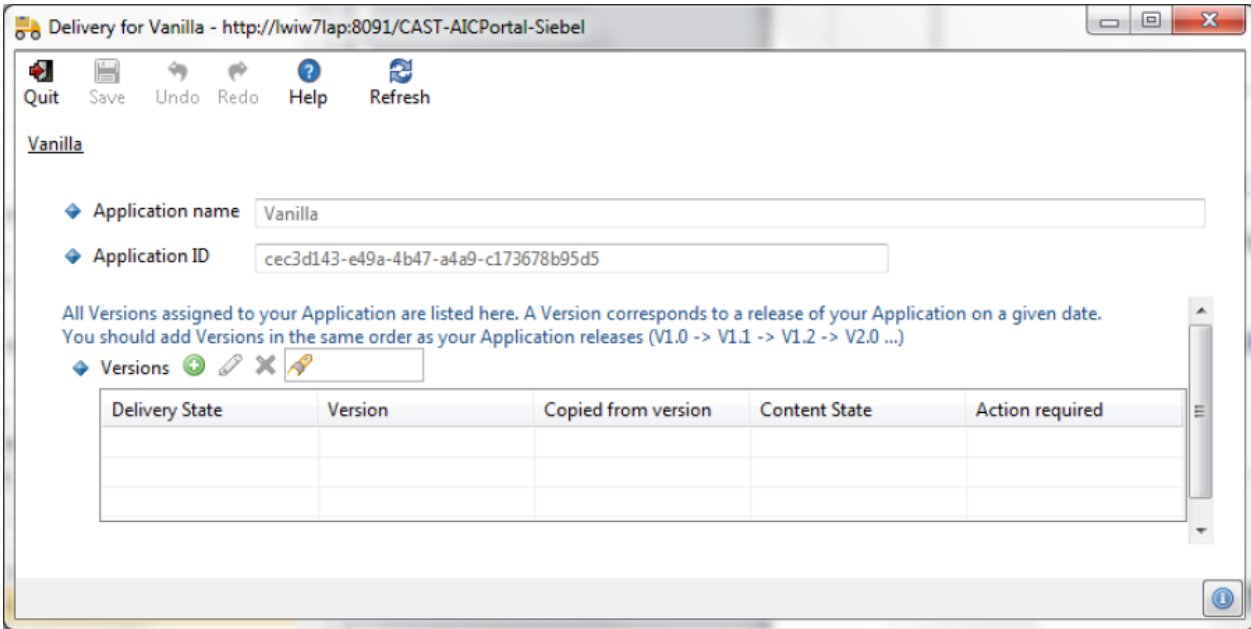 Delivery for Vanilla - http://lwiw7lap:8091/CAST-AICPortal-Siebel
Quit Save Undo Redo Help Refresh
Vanilla
Application name Vanilla
Application ID cec3d143-e49a-4b47-a4a9-c173678b95d5
All Versions assigned to your Application are listed here. A Version corresponds to a release of your Application on a given date.
You should add Versions in the same order as your Application releases (V1.0 -> V1.1 -> V1.2 -> V2.0 ...)
Versions
Delivery State Version Copied from version Content State Action required